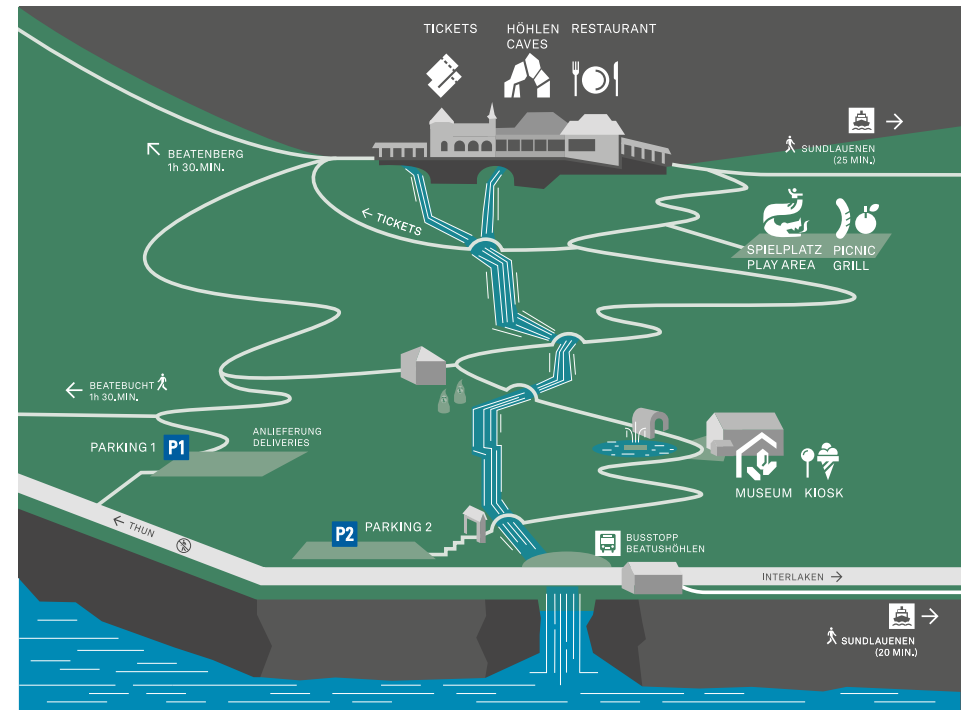 TICKETS
HÖHLEN
CAVES
RESTAURANT
SUNDLAUENEN
(25 MIN.)
BEATENBERG
1h 30.MIN.
← TICKETS
SPIELPLATZ
PLAY AREA
PICNIC
GRILL
BEATEBUCHT
1h 30.MIN.
ANLIEFERUNG
DELIVERIES
PARKING 1 P1
MUSEUM
KIOSK
← THUN
P2 PARKING 2
BUSSTOPP
BEATUSHÖHLEN
INTERLAKEN →
SUNDLAUENEN
(20 MIN.)